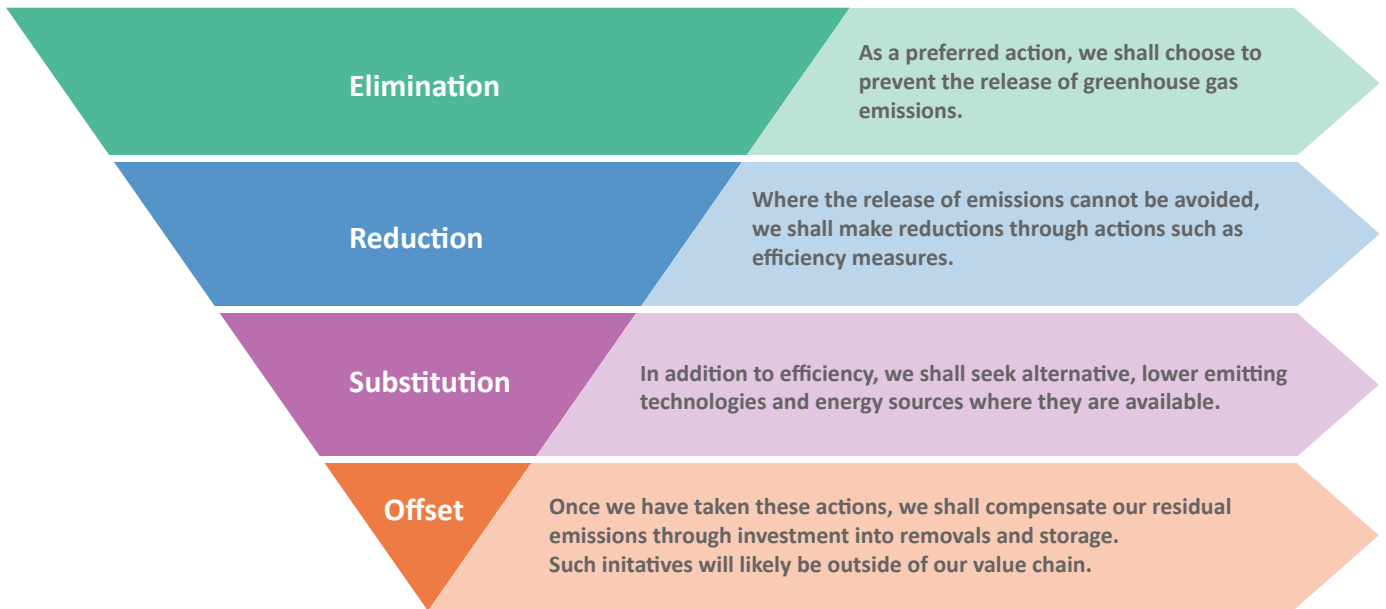 Elimination
As a preferred action, we shall choose to
prevent the release of greenhouse gas
emissions.
Reduction
Where the release of emissions cannot be avoided,
we shall make reductions through actions such as
efficiency measures.
Substitution
In addition to efficiency, we shall seek alternative, lower emitting
technologies and energy sources where they are available.
Offset
Once we have taken these actions, we shall compensate our residual
emissions through investment into removals and storage.
Such initatives will likely be outside of our value chain.